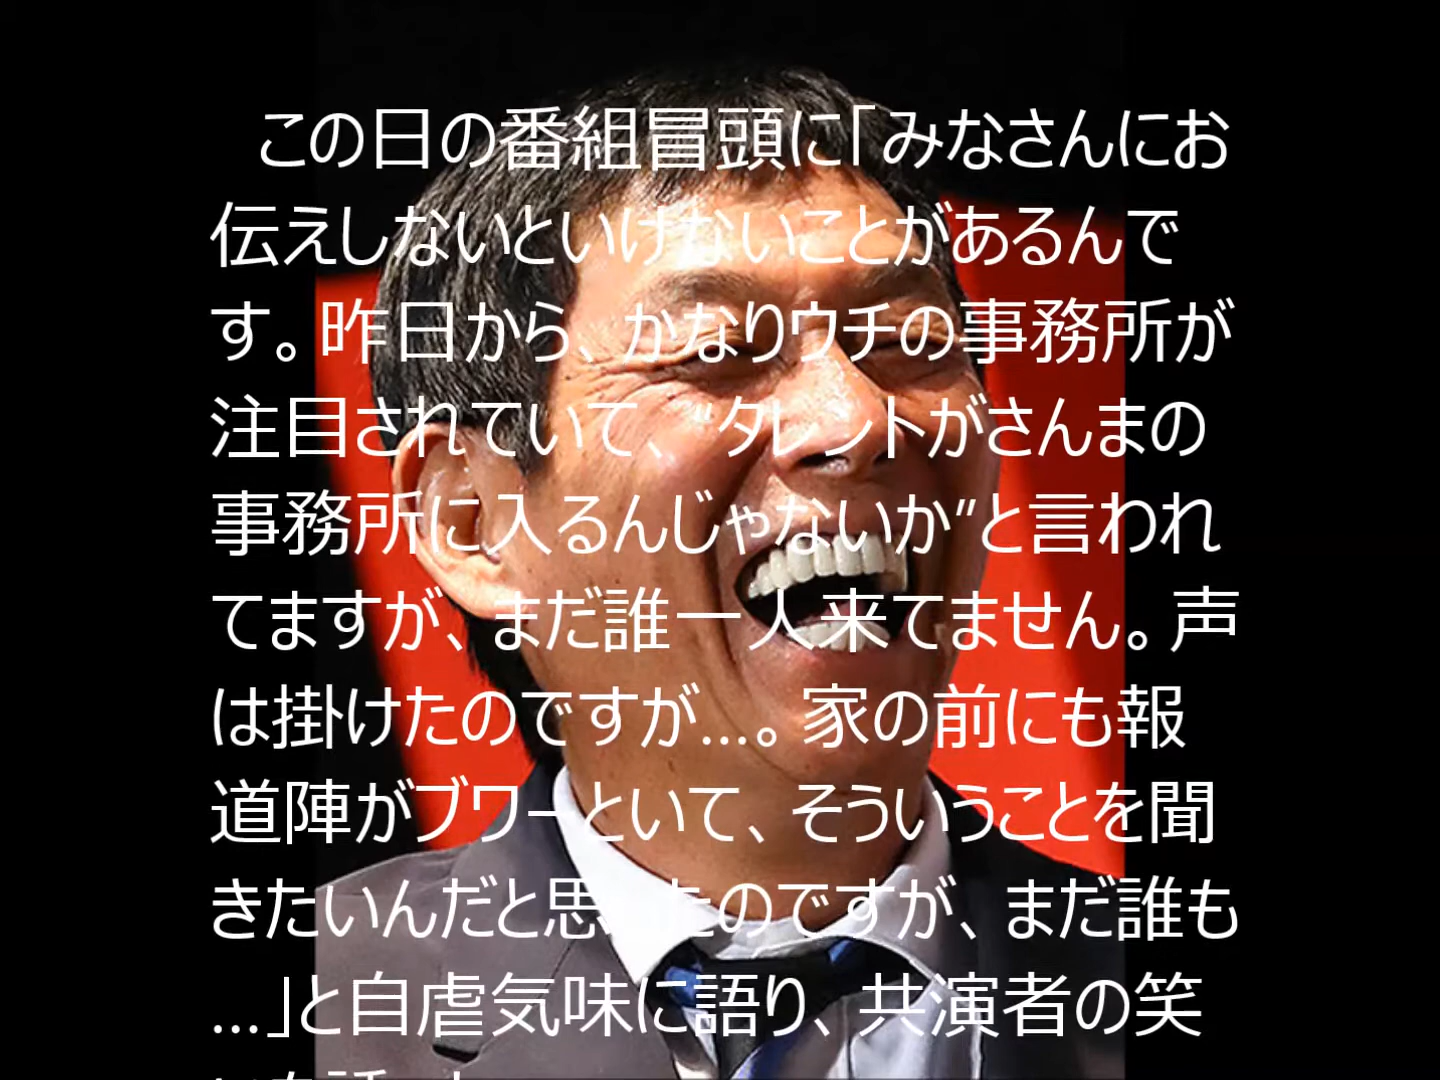 この日の番組冒頭に「みなさんにお
伝えしないといけないことがあるんで
す。昨日から、かなりウチの事務所が
注目されていて、“タレントがさんまの
事務所に入るんじゃないか”と言われ
てますが、まだ誰一人来てません。声
は掛けたのですが…。家の前にも報
道陣がブワーといて、そういうことを聞
きたいんだと思ったのですが、まだ誰も
…」と自虐気味に語り、共演者の笑